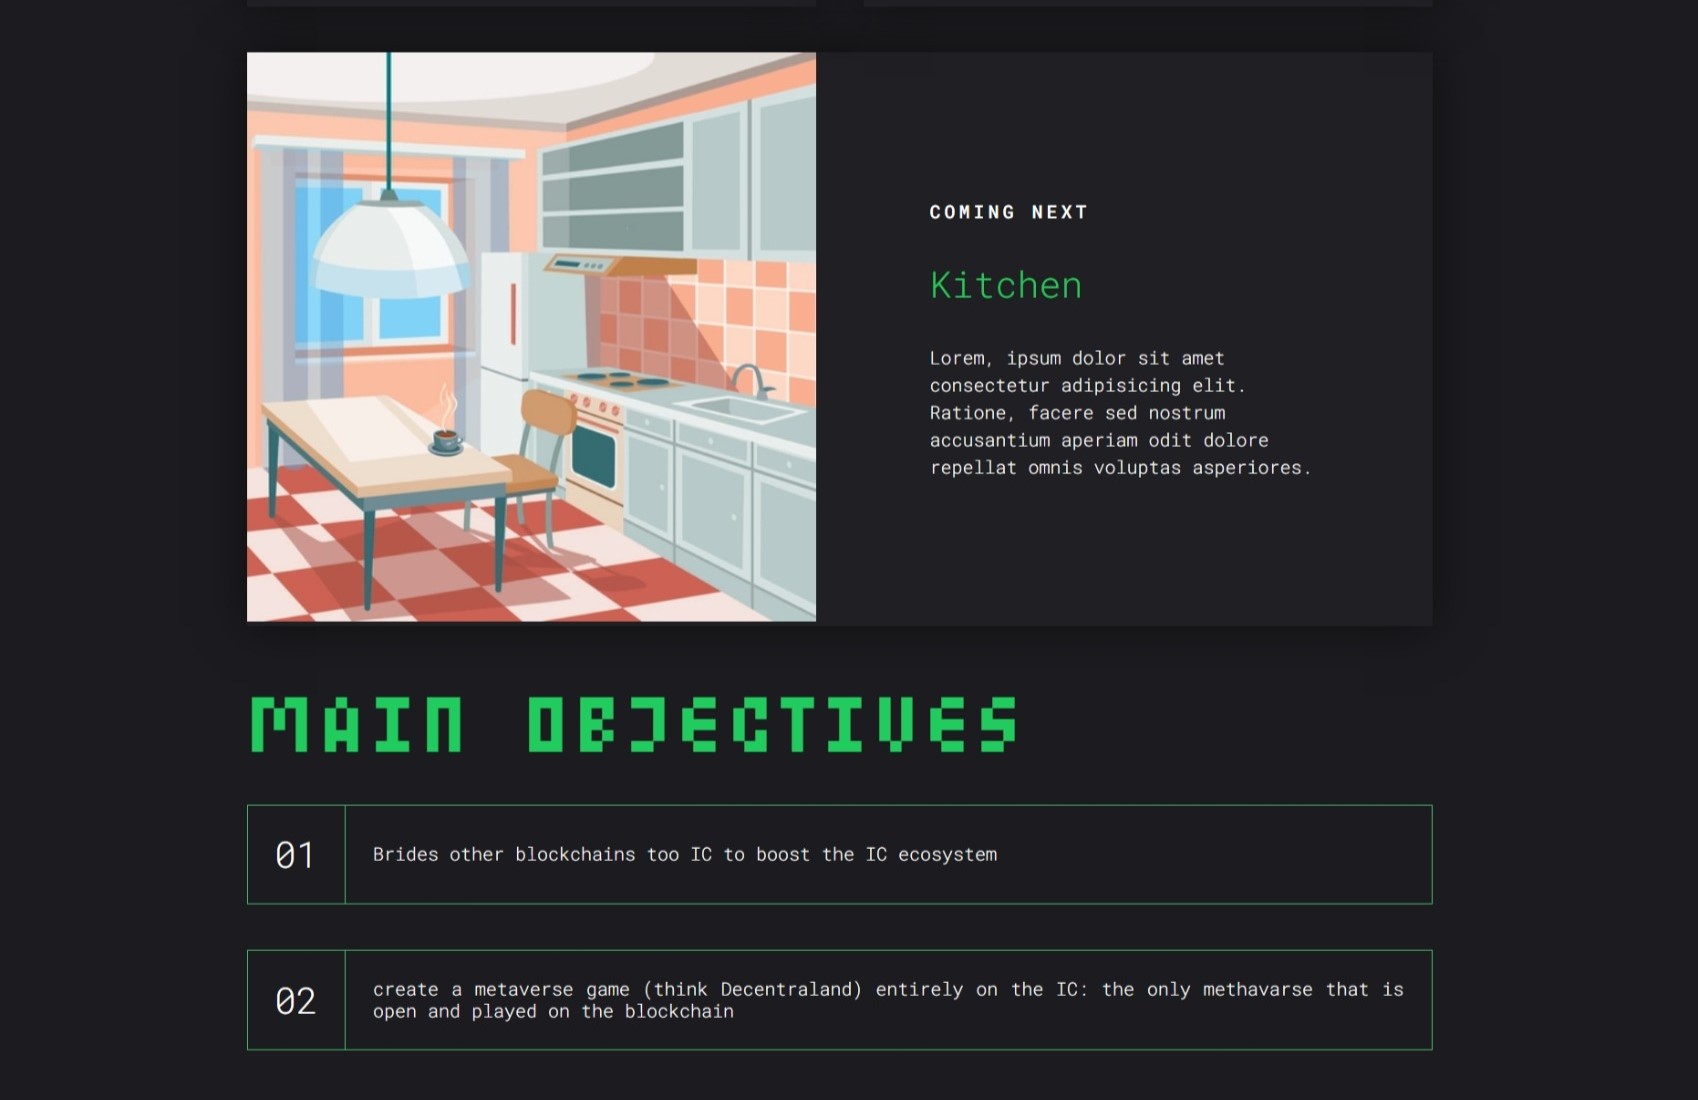 COMING NEXT
Kitchen
Lorem, ipsum dolor sit amet
consectetur adipisicing elit.
Ratione, facere sed nostrum
accusantium aperiam odit dolore
repellat omnis voluptas asperiores.
MAIN OBJECTIVES
01
Brides other blockchains too IC to boost the IC ecosystem
02
create a metaverse game (think Decentraland) entirely on the IC: the only methavarse that is
open and played on the blockchain